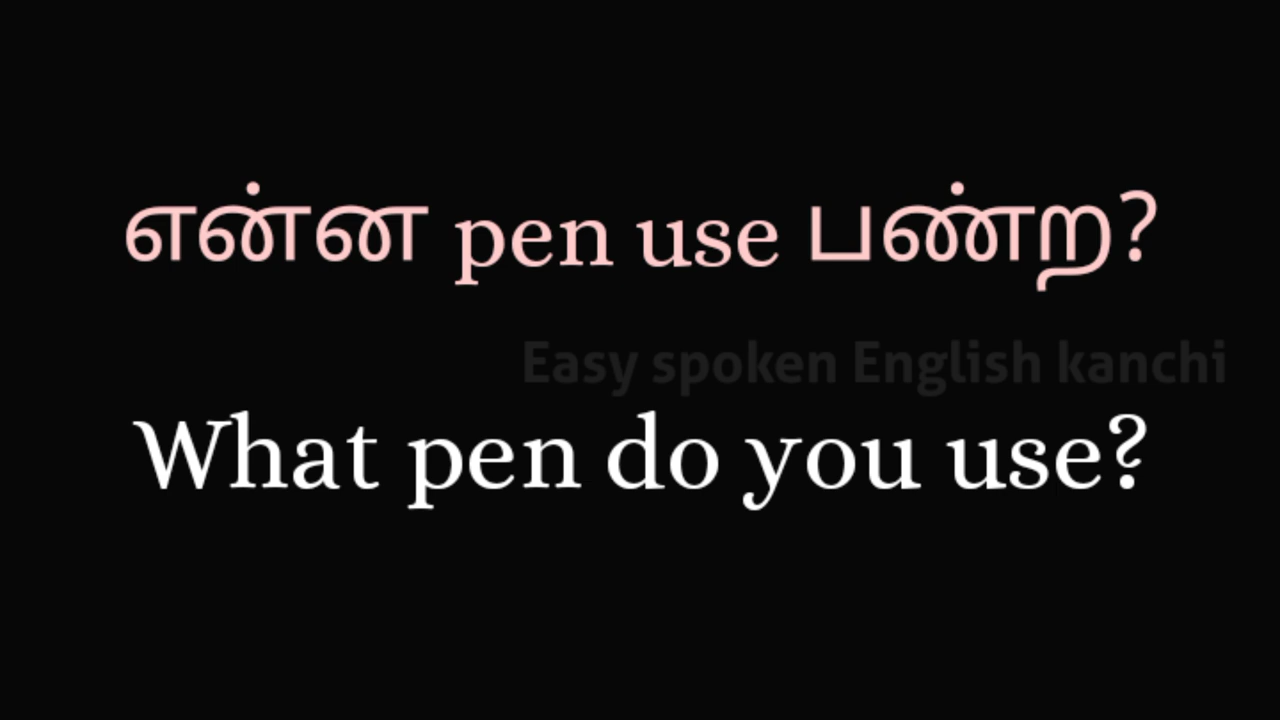 என்ன pen use பண்ற?
Easy spoken English kanchi
What pen do you use?